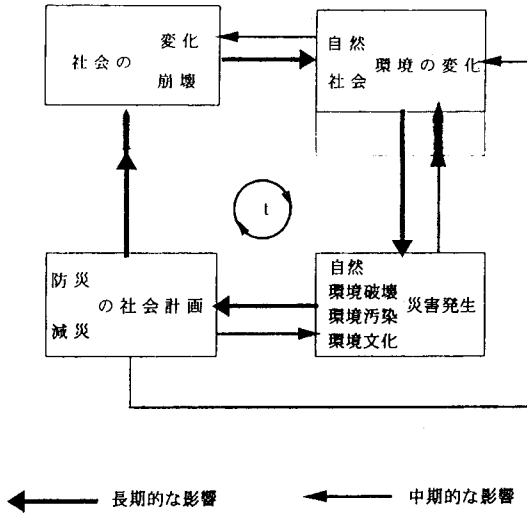 変化
社会の
崩壊
自然
環境の変化
社会
t
防災
の社会計画
減災
自然
環境破壊
災害発生
環境汚染
環境文化
長期的な影響
中期的な影響